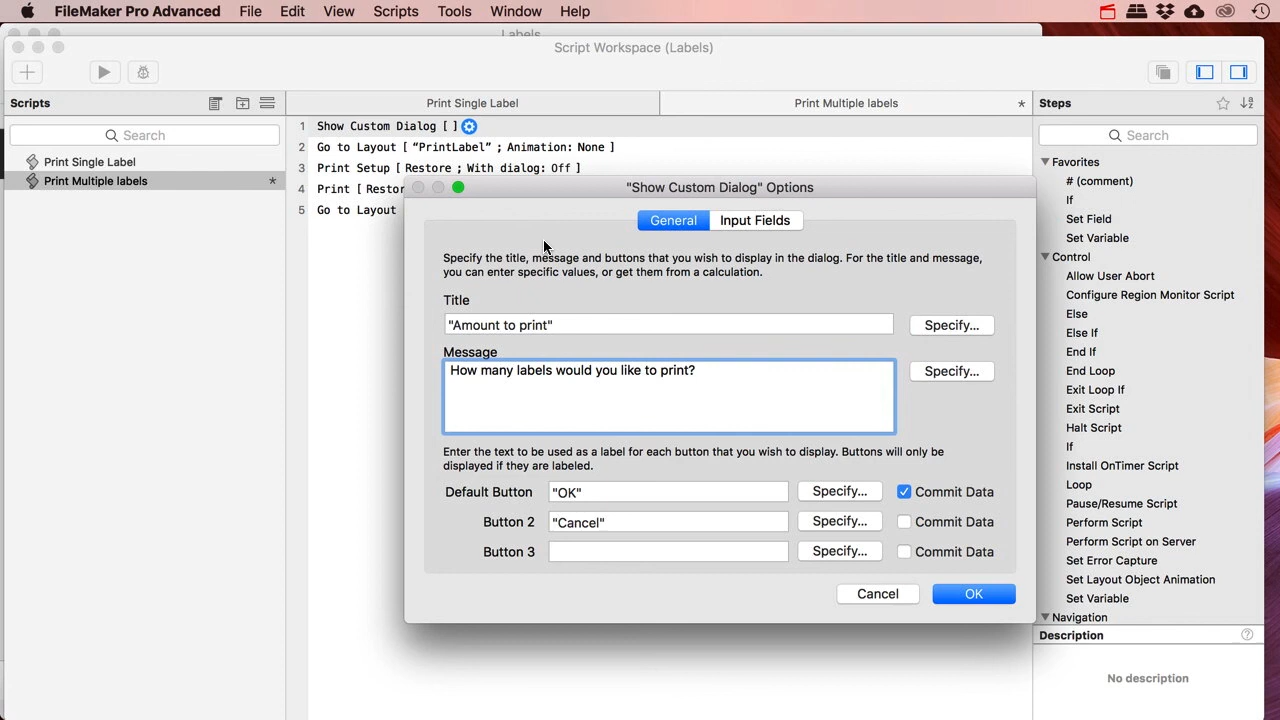 FileMaker Pro Advanced File Edit View Scripts Tools Window Help
Labels
Script Workspace (Labels)
Scripts
Print Single Label
Print Multiple labels *
Steps
Search
Search
Print Single Label
Print Multiple labels *
1 Show Custom Dialog [ ]
2 Go to Layout [ “PrintLabel” ; Animation: None ]
3 Print Setup [ Restore ; With dialog: Off ]
4 Print [ Restor
5 Go to Layout
"Show Custom Dialog" Options
General Input Fields
Specify the title, message and buttons that you wish to display in the dialog. For the title and message,
you can enter specific values, or get them from a calculation.
Title
"Amount to print" Specify...
Message
How many labels would you like to print? Specify...
Enter the text to be used as a label for each button that you wish to display. Buttons will only be
displayed if they are labeled.
Default Button "OK" Specify... Commit Data
Button 2 "Cancel" Specify... Commit Data
Button 3 Specify... Commit Data
Cancel OK
Favorites
# (comment)
If
Set Field
Set Variable
Control
Allow User Abort
Configure Region Monitor Script
Else
Else If
End If
End Loop
Exit Loop If
Exit Script
Halt Script
If
Install OnTimer Script
Loop
Pause/Resume Script
Perform Script
Perform Script on Server
Set Error Capture
Set Layout Object Animation
Set Variable
Navigation
Description
No description